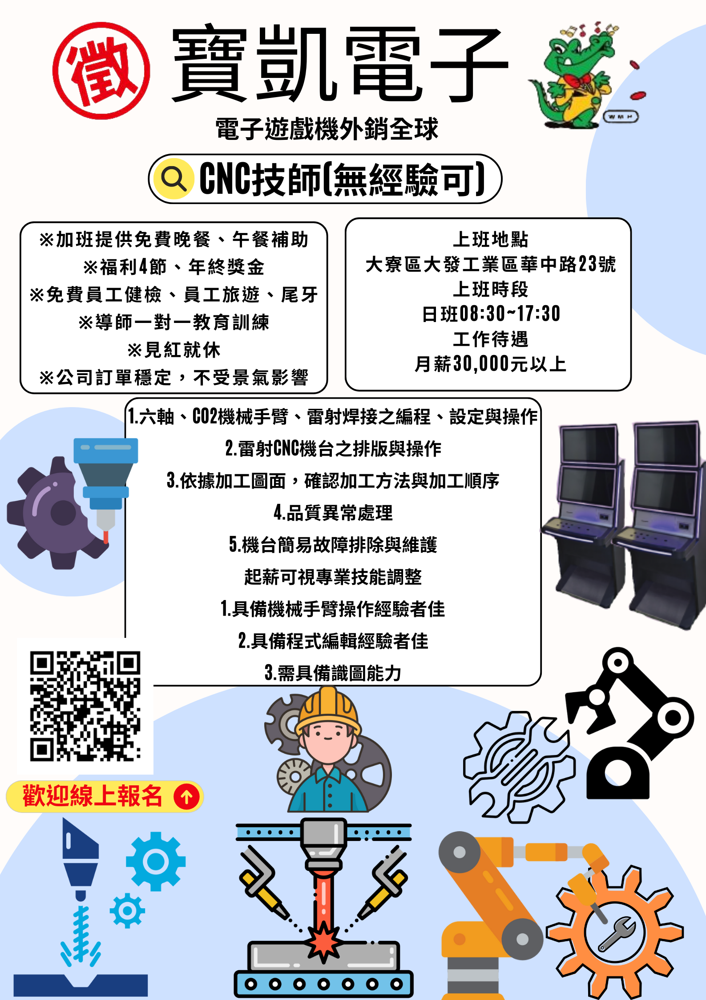 徵
寶凱電子
WMH
電子遊戲機外銷全球
CNC技師(無經驗可)
※加班提供免費晚餐、午餐補助
※福利4節、年終獎金
※免費員工健檢、員工旅遊、尾牙
※導師一對一教育訓練
※見紅就休
※公司訂單穩定，不受景氣影響
上班地點
大寮區大發工業區華中路23號
上班時段
日班08:30~17:30
工作待遇
月薪30,000元以上
1.六軸、CO2機械手臂、雷射焊接之編程、設定與操作
2.雷射CNC機台之排版與操作
3.依據加工圖面，確認加工方法與加工順序
4.品質異常處理
5.機台簡易故障排除與維護
起薪可視專業技能調整
1.具備機械手臂操作經驗者佳
2.具備程式編輯經驗者佳
3.需具備識圖能力
歡迎線上報名